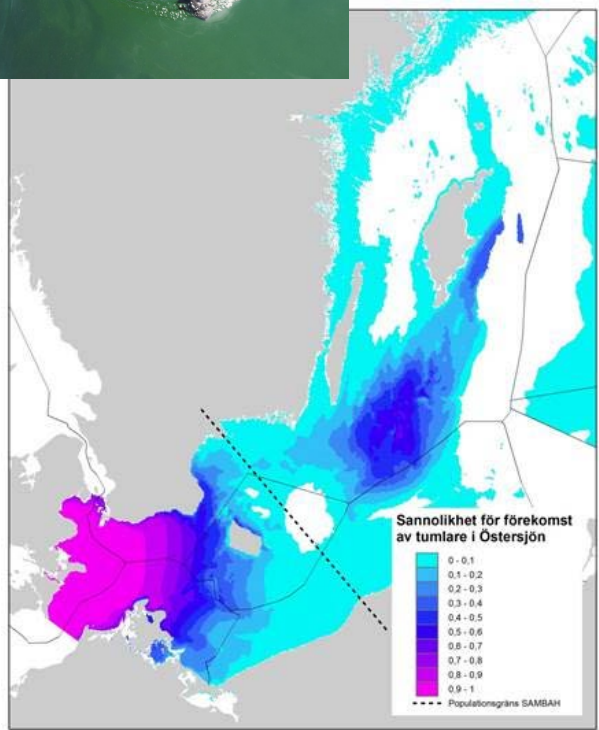 Sannolikhet för förekomst
av tumlare i Östersjön
0 - 0,1
0,1 - 0,2
0,2 - 0,3
0,3 - 0,4
0,4 - 0,5
0,5 - 0,6
0,6 - 0,7
0,7 - 0,8
0,8 - 0,9
0,9 - 1
Populationsgräns SAMBAH